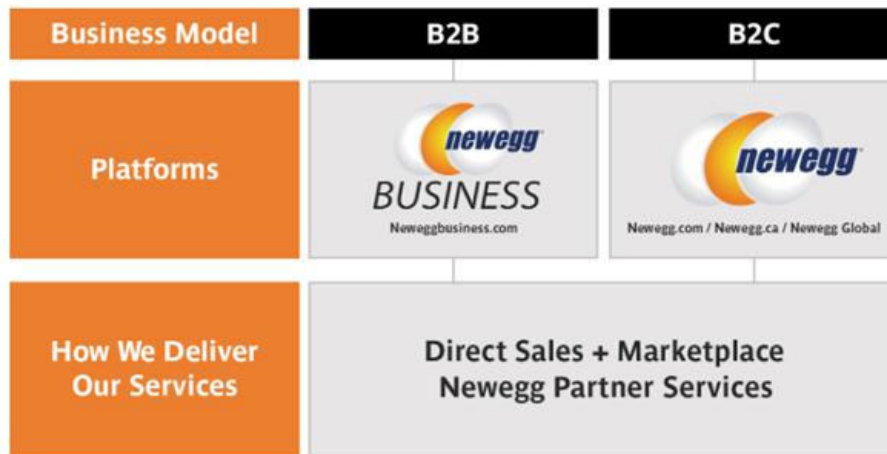 Business Model
B2B
B2C
Platforms
newegg
BUSINESS
Neweggbusiness.com
newegg
Newegg.com / Newegg.ca / Newegg Global
How We Deliver
Our Services
Direct Sales + Marketplace
Newegg Partner Services